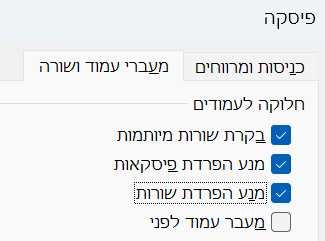 פיסקה
כניסות ומרווחים
מעברי עמוד ושורה
חלוקה לעמודים
בקרת שורות מיותמות
מנע הפרדת פיסקאות
מנע הפרדת שורות
מעבר עמוד לפני